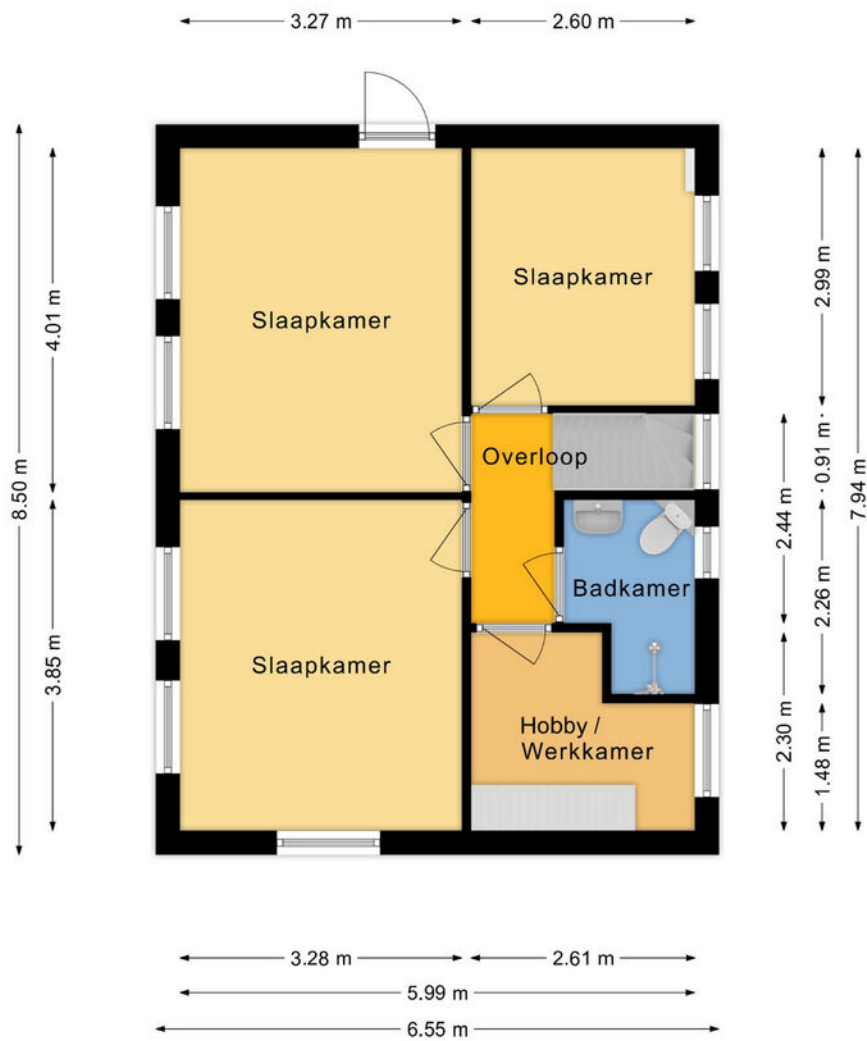 3.27 m
2.60 m
8.50 m
4.01 m
3.85 m
Slaapkamer
Slaapkamer
Overloop
Badkamer
Slaapkamer
Hobby /
Werkkamer
2.44 m
2.30 m
2.99 m
0.91 m
2.26 m
1.48 m
7.94 m
3.28 m
2.61 m
5.99 m
6.55 m